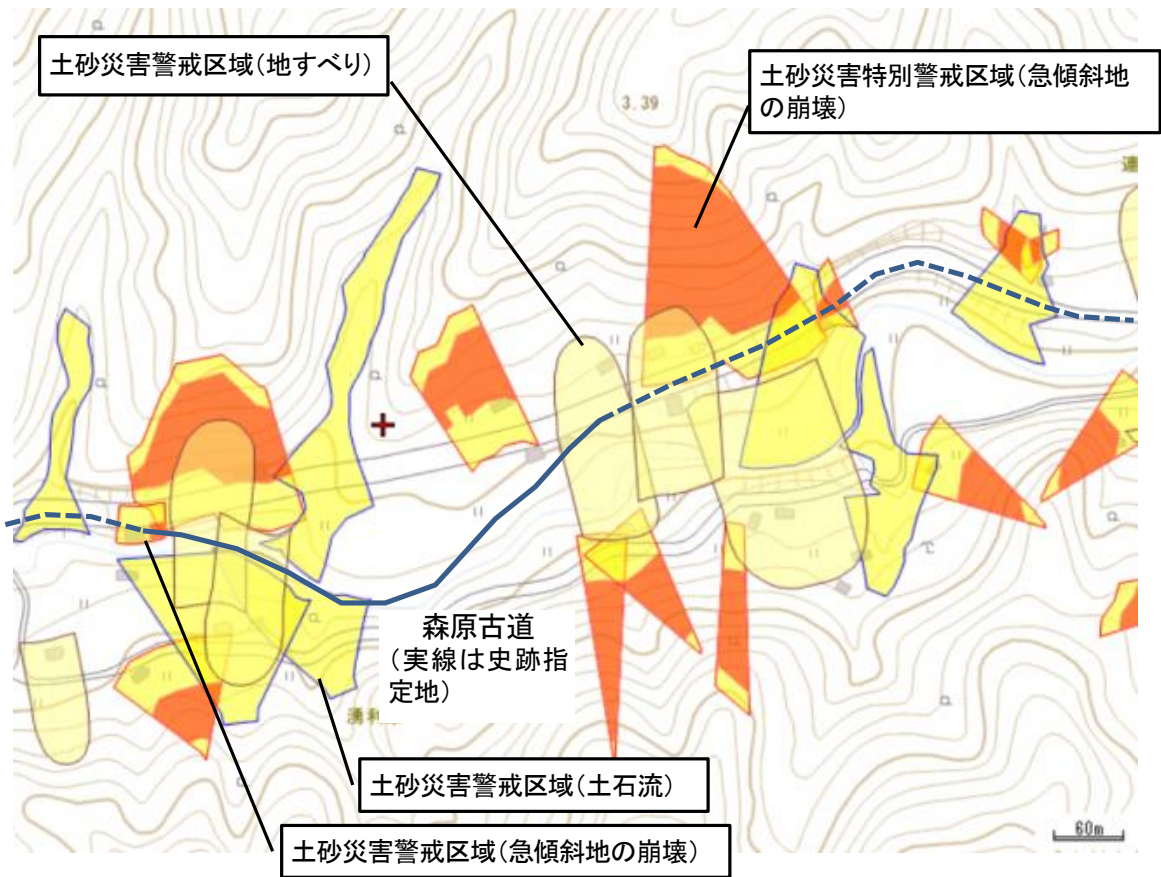 土砂災害警戒区域(地すべり)
土砂災害特別警戒区域(急傾斜地
の崩壊)
3.39
連
森原古道
(実線は史跡指
定地)
湧利
土砂災害警戒区域(土石流)
土砂災害警戒区域(急傾斜地の崩壊)
60m